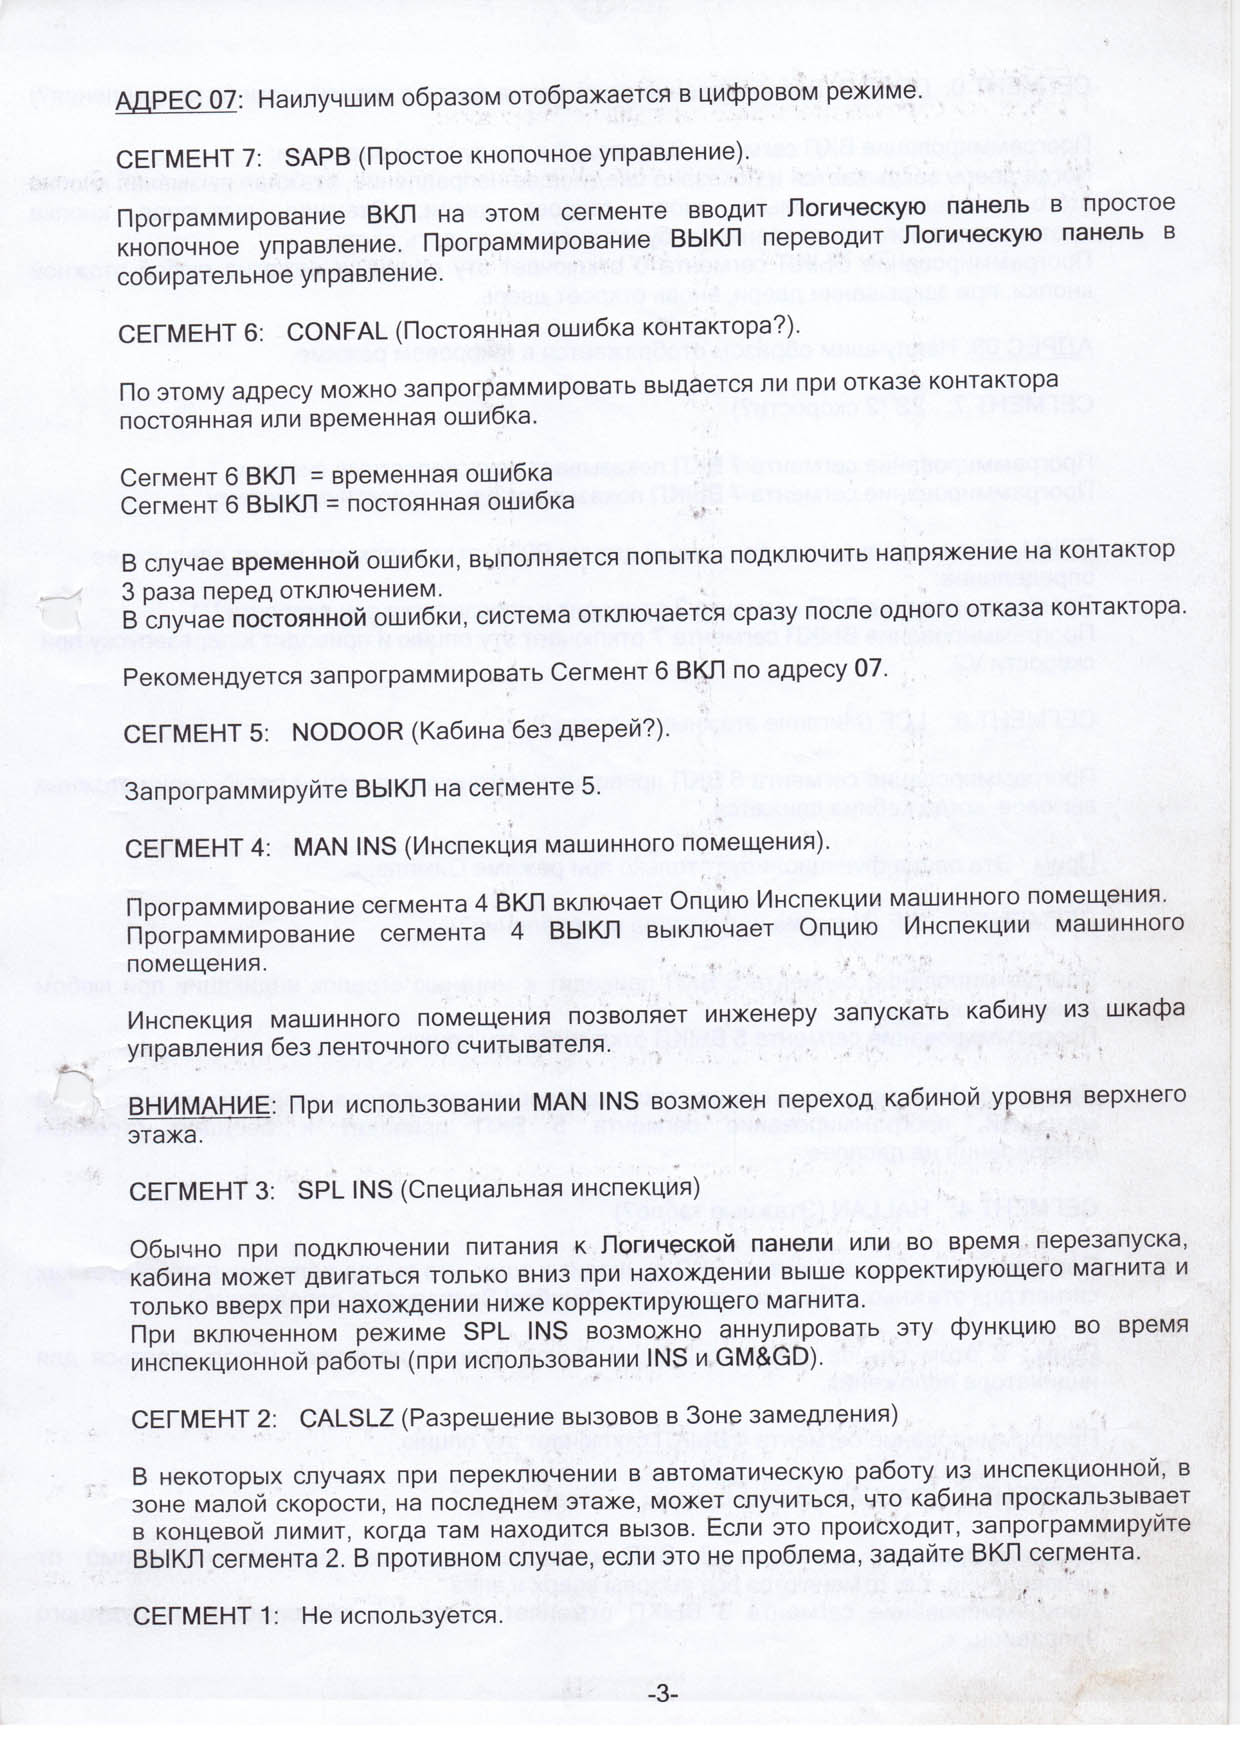 АДРЕС 07: Наилучшим образом отображается в цифровом режиме.
СЕГМЕНТ 7: SAPB (Простое кнопочное управление).
Программирование ВКЛ на этом сегменте вводит Логическую панель в простое
кнопочное управление. Программирование ВЫКЛ переводит Логическую панель в
собирательное управление.
СЕГМЕНТ 6: CONFAL (Постоянная ошибка контактора?).
По этому адресу можно запрограммировать выдается ли при отказе контактора
постоянная или временная ошибка.
Сегмент 6 ВКЛ = временная ошибка
Сегмент 6 ВЫКЛ = постоянная ошибка
В случае временной ошибки, выполняется попытка подключить напряжение на контактор
3 раза перед отключением.
В случае постоянной ошибки, система отключается сразу после одного отказа контактора.
Рекомендуется запрограммировать Сегмент 6 ВКЛ по адресу 07.
СЕГМЕНТ 5: NODOOR (Кабина без дверей?).
Запрограммируйте ВЫКЛ на сегменте 5.
СЕГМЕНТ 4: MAN INS (Инспекция машинного помещения).
Программирование сегмента 4 ВКЛ включает Опцию Инспекции машинного помещения.
Программирование сегмента 4 ВЫКЛ выключает Опцию Инспекции машинного
помещения.
Инспекция машинного помещения позволяет инженеру запускать кабину из шкафа
управления без ленточного считывателя.
ВНИМАНИЕ: При использовании MAN INS возможен переход кабиной уровня верхнего
этажа.
СЕГМЕНТ 3: SPL INS (Специальная инспекция)
Обычно при подключении питания к Логической панели или во время перезапуска,
кабина может двигаться только вниз при нахождении выше корректирующего магнита и
только вверх при нахождении ниже корректирующего магнита.
При включенном режиме SPL INS возможно аннулировать эту функцию во время
инспекционной работы (при использовании INS и GM&GD).
СЕГМЕНТ 2: CALSLZ (Разрешение вызовов в Зоне замедления)
В некоторых случаях при переключении в автоматическую работу из инспекционной, в
зоне малой скорости, на последнем этаже, может случиться, что кабина проскальзывает
в концевой лимит, когда там находится вызов. Если это происходит, запрограммируйте
ВЫКЛ сегмента 2. В противном случае, если это не проблема, задайте ВКЛ сегмента.
СЕГМЕНТ 1: Не используется.
-3-